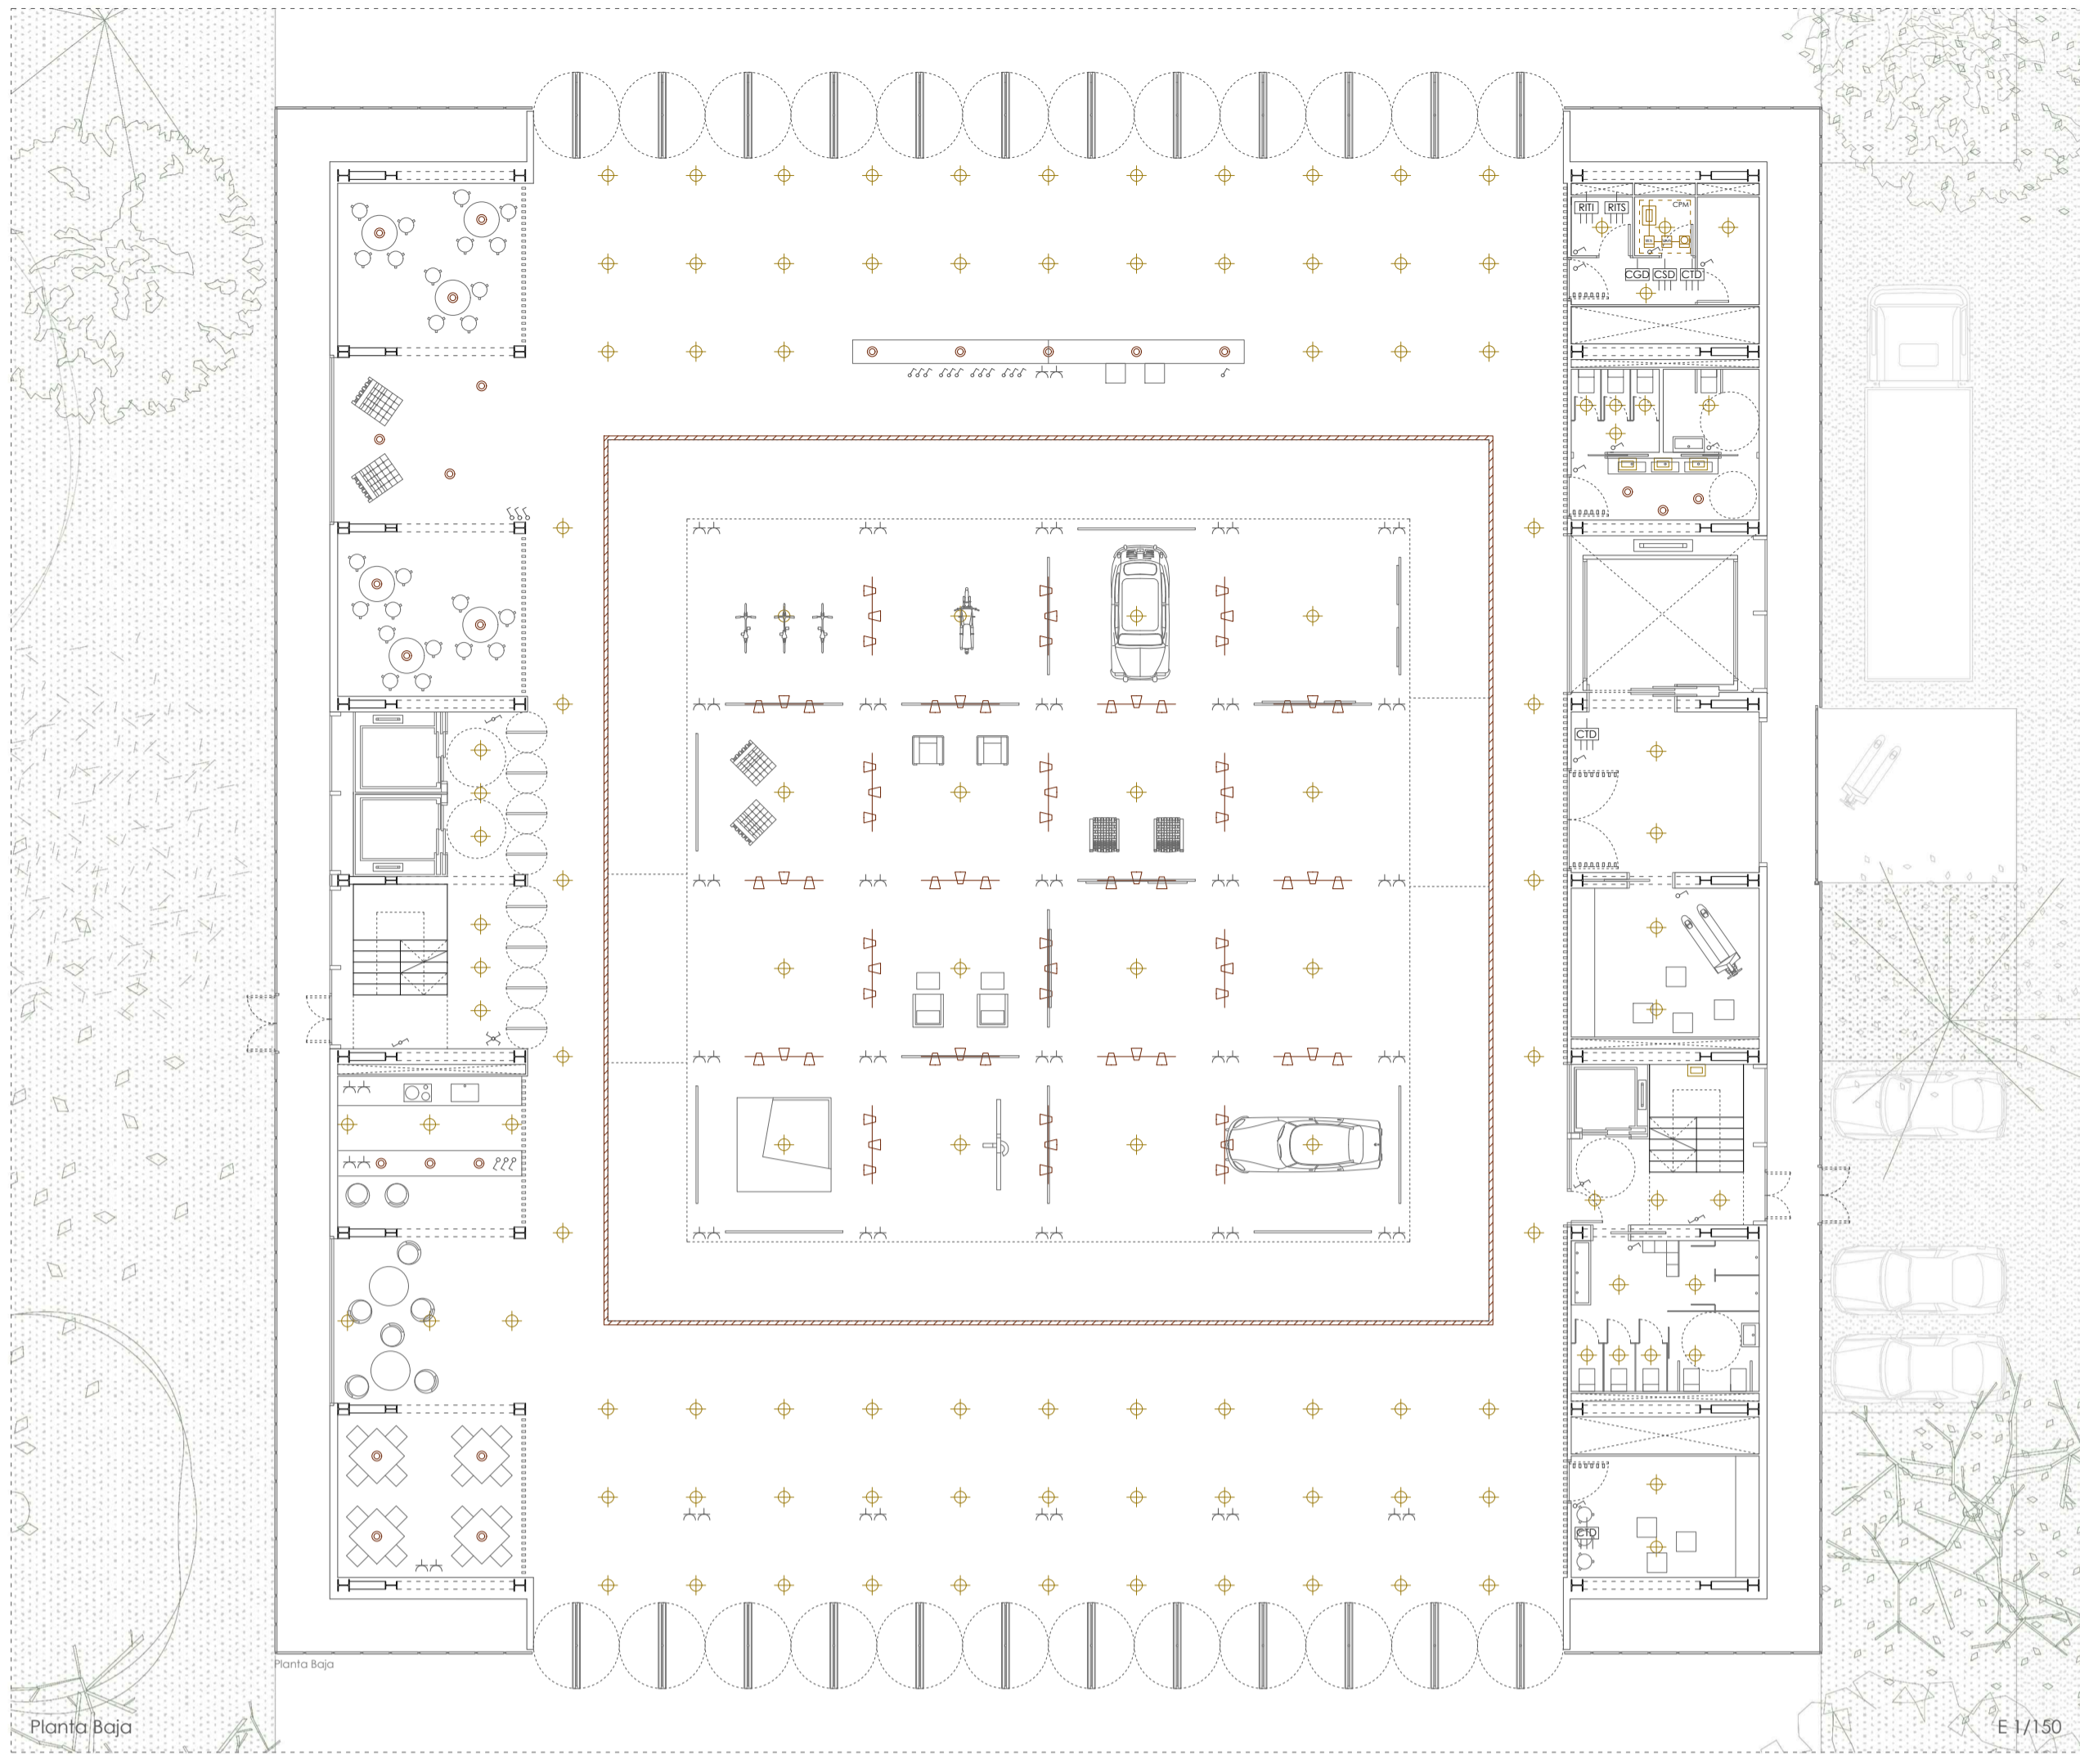 RITI RITS CPM
CGD CSD CTD
CTD
CTD
Planta Baja
Planta Baja
E 1/150